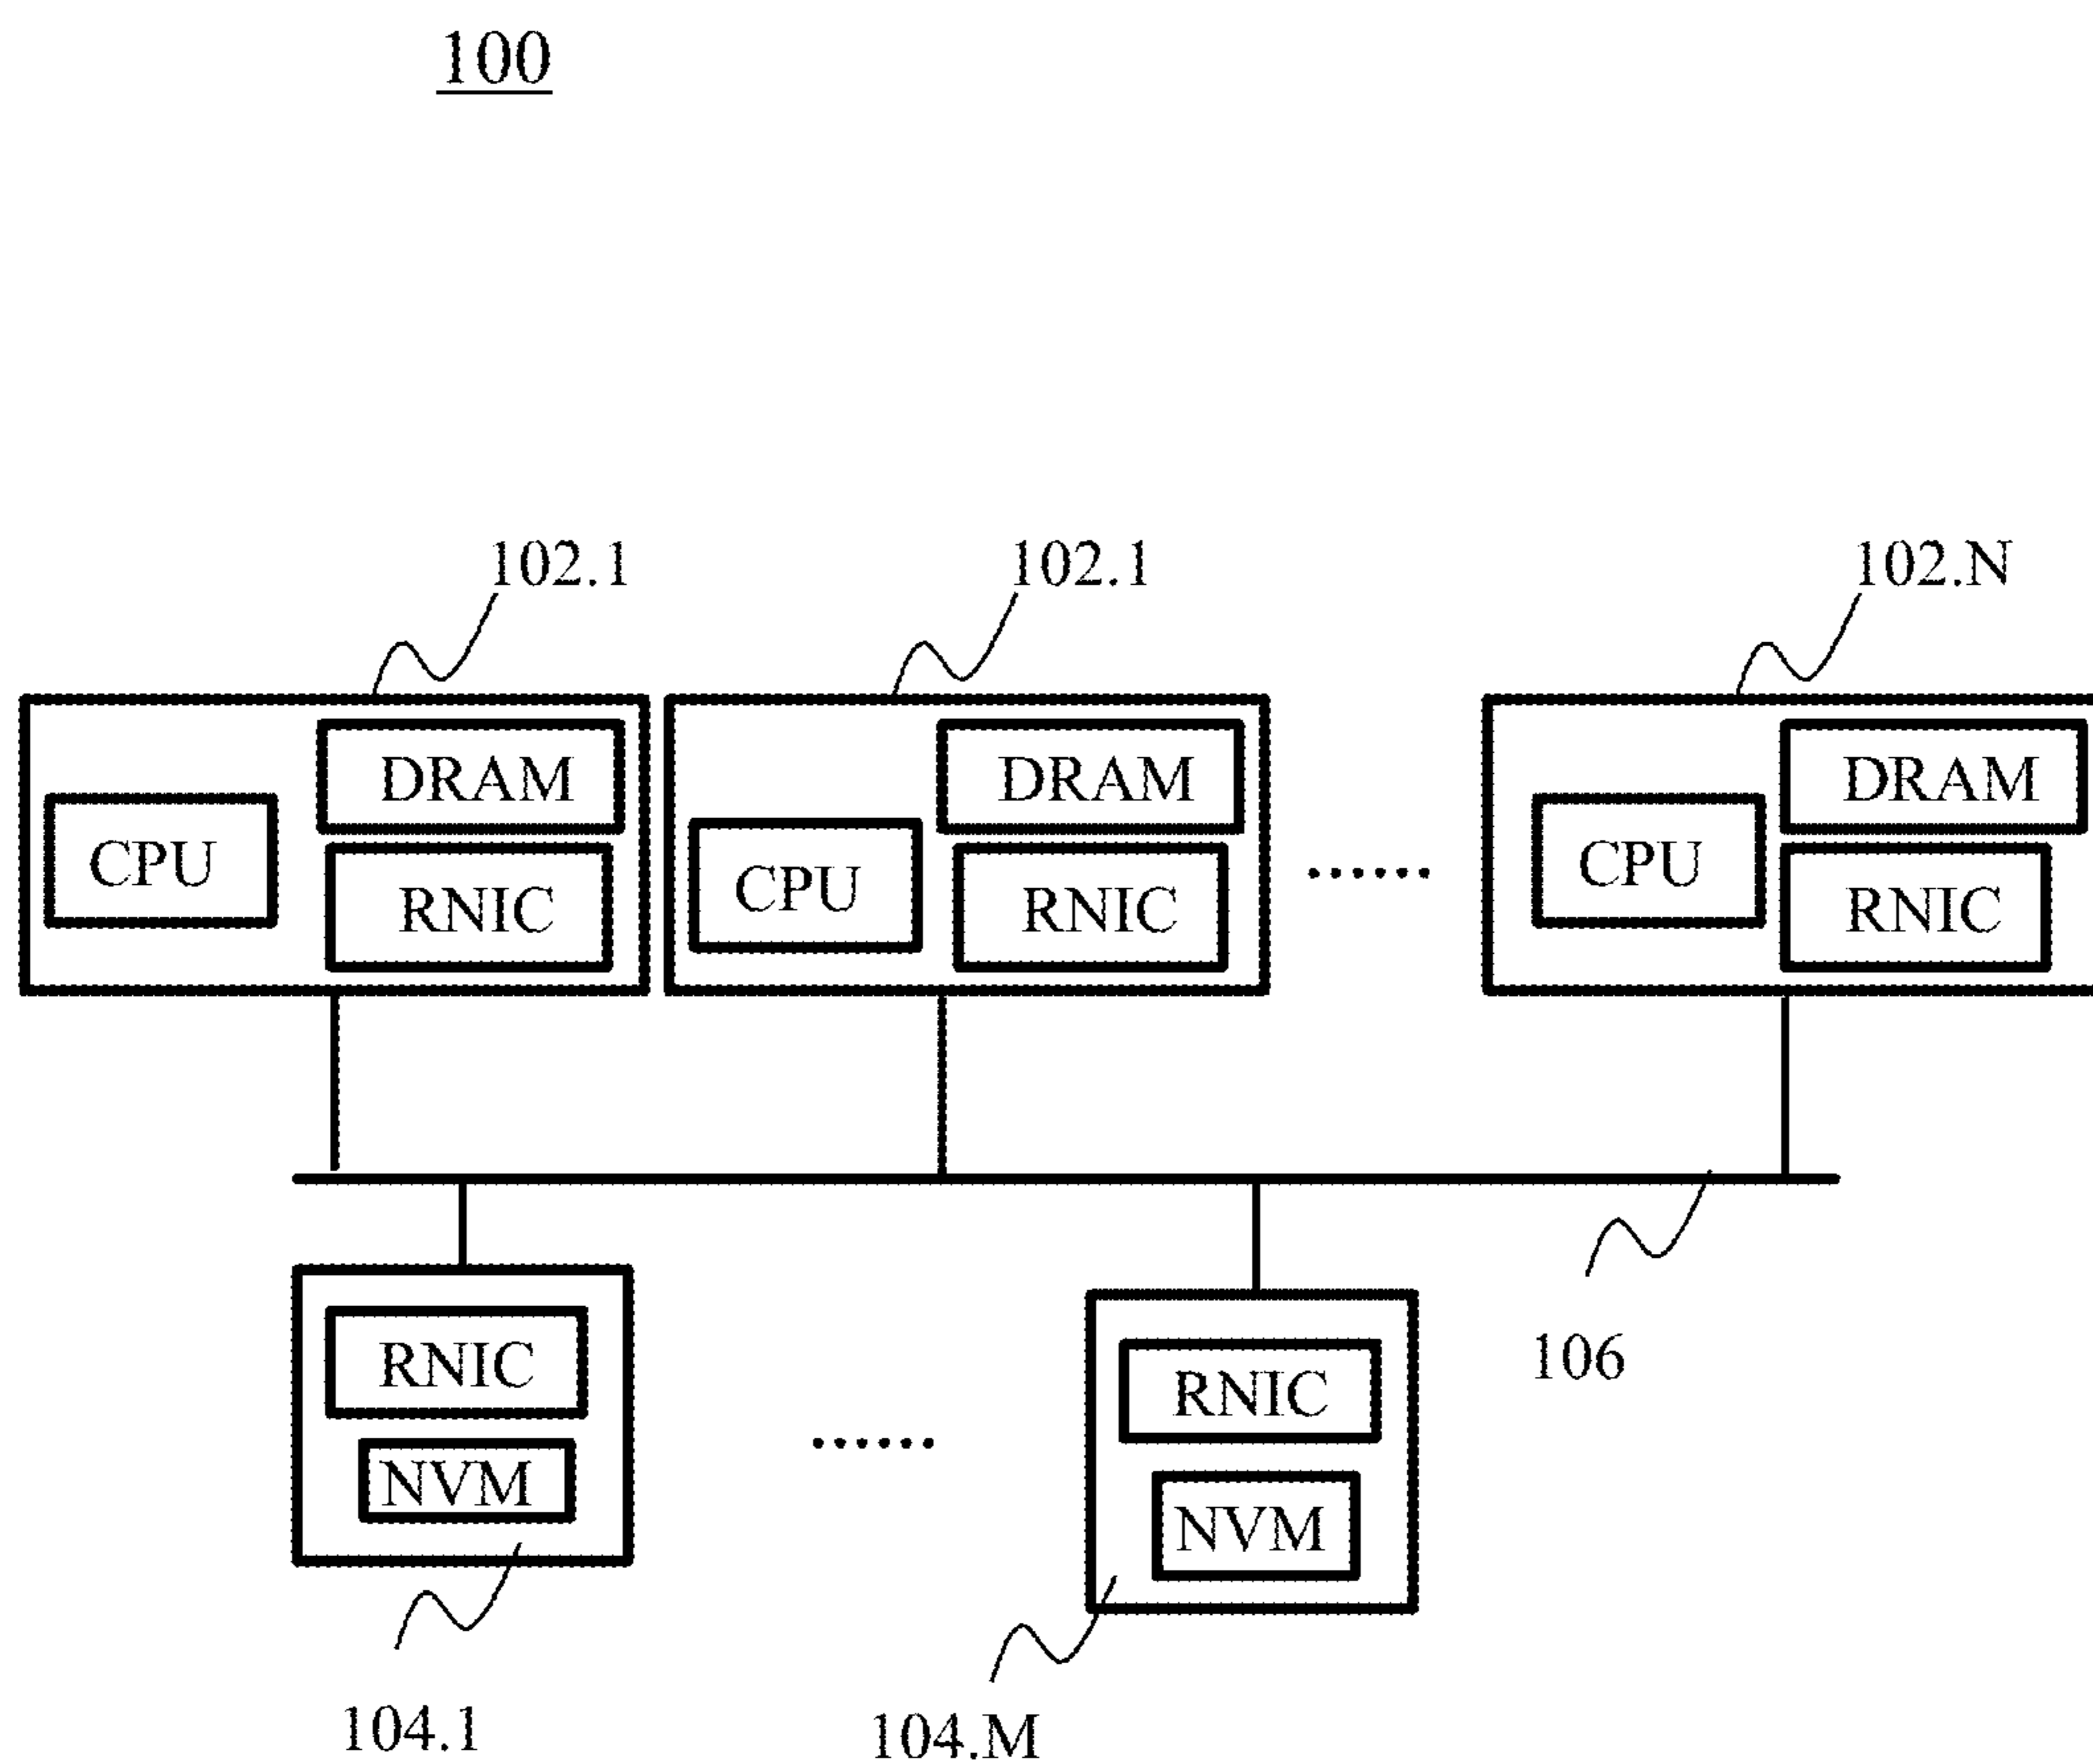 100
102.1 102.1 102.N
DRAM DRAM DRAM
CPU CPU CPU
RNIC RNIC RNIC
......
106
RNIC RNIC
NVM NVM
......
104.1 104.M